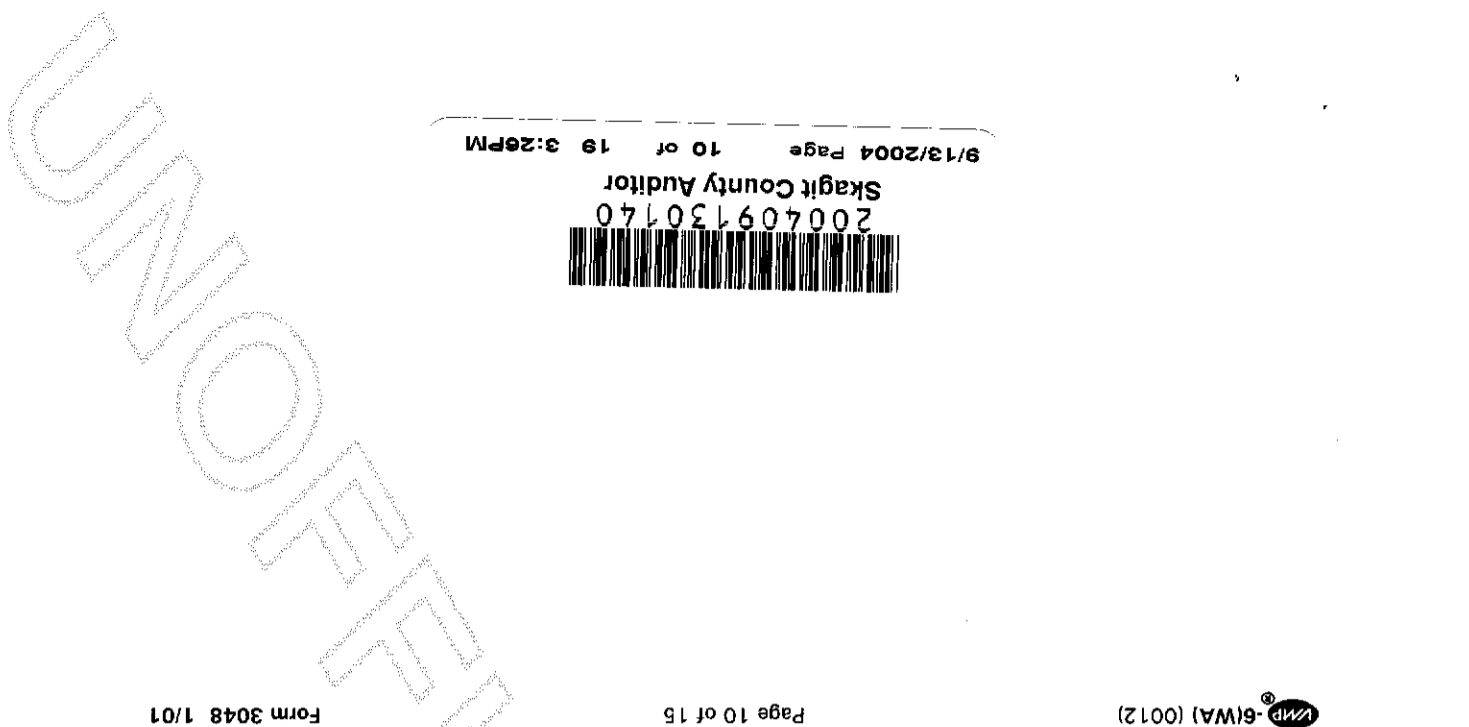 VMP ® -6(WA) (0012)
Page 10 of 15
Form 3048 1/01
200409130140
Skagit County Auditor
9/13/2004 Page 10 of 19 3:26PM
UNOFF